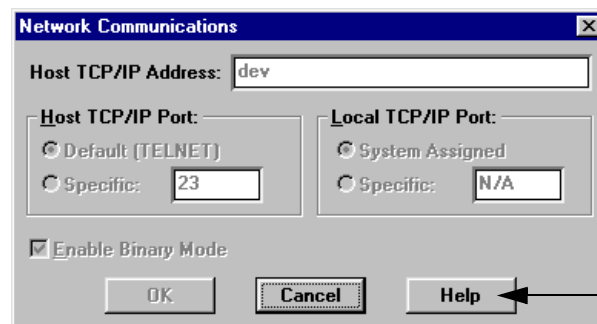 Network Communications
Host TCP/IP Address: dev
Host TCP/IP Port:
Default (TELNET)
Specific: 23
Local TCP/IP Port:
System Assigned
Specific: N/A
Enable Binary Mode
OK Cancel Help